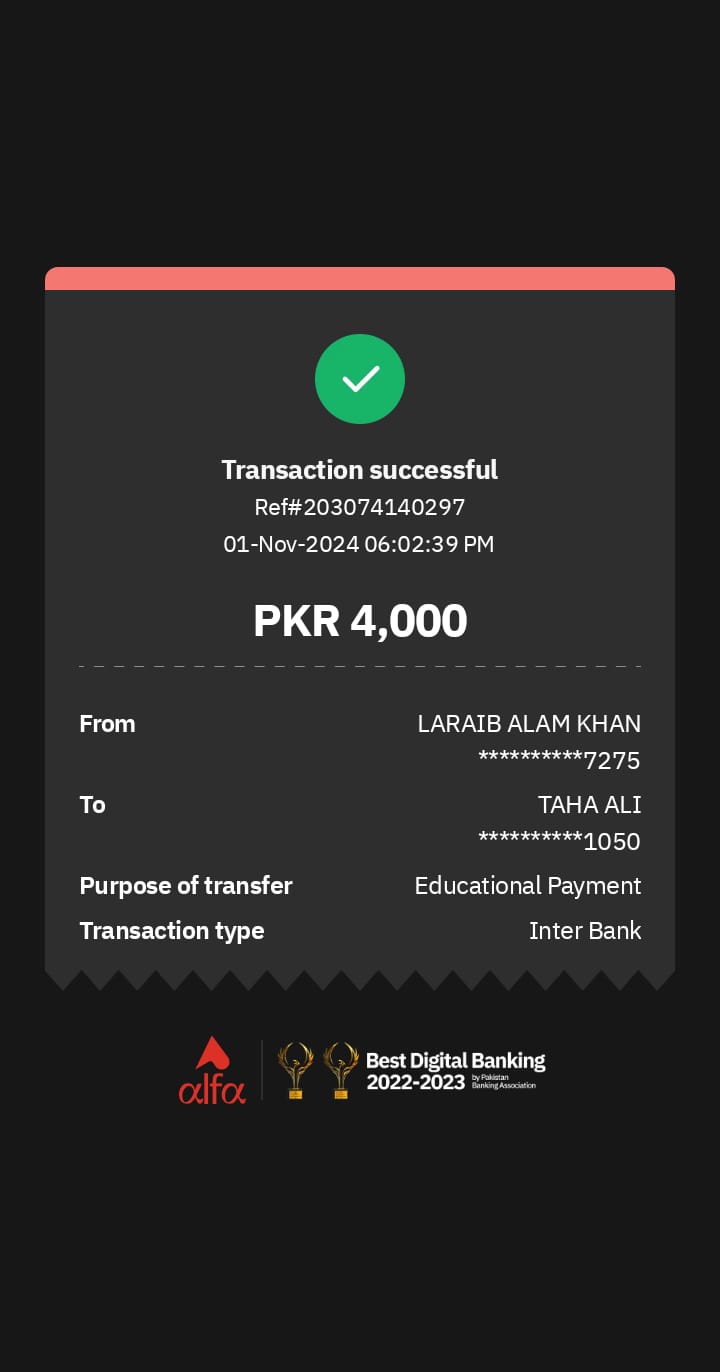 Transaction successful
Ref#203074140297
01-Nov-2024 06:02:39 PM
PKR 4,000
From LARAIB ALAM KHAN
**********7275
To TAHA ALI
**********1050
Purpose of transfer Educational Payment
Transaction type Inter Bank
alfa
Best Digital Banking
2022-2023 by Pakistan
Banking Association